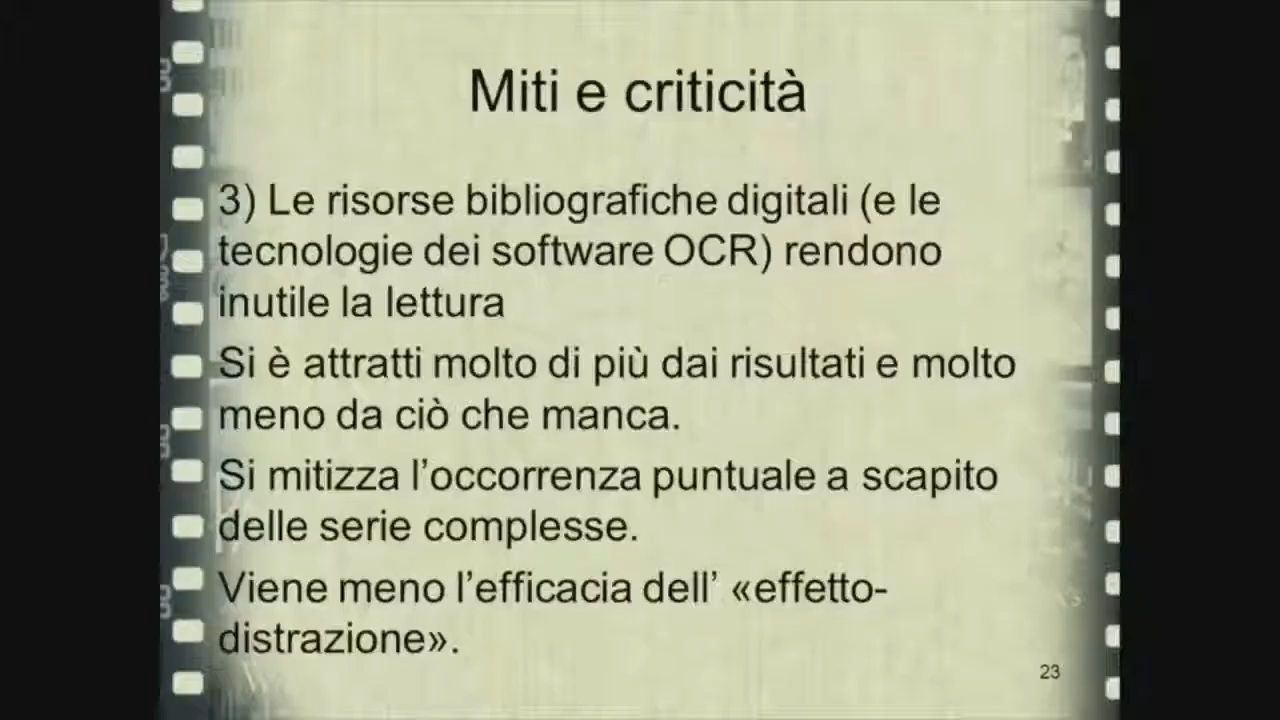 Miti e criticità
3) Le risorse bibliografiche digitali (e le
tecnologie dei software OCR) rendono
inutile la lettura
Si è attratti molto di più dai risultati e molto
meno da ciò che manca.
Si mitizza l’occorrenza puntuale a scapito
delle serie complesse.
Viene meno l’efficacia dell’ «effetto-
distrazione».
23